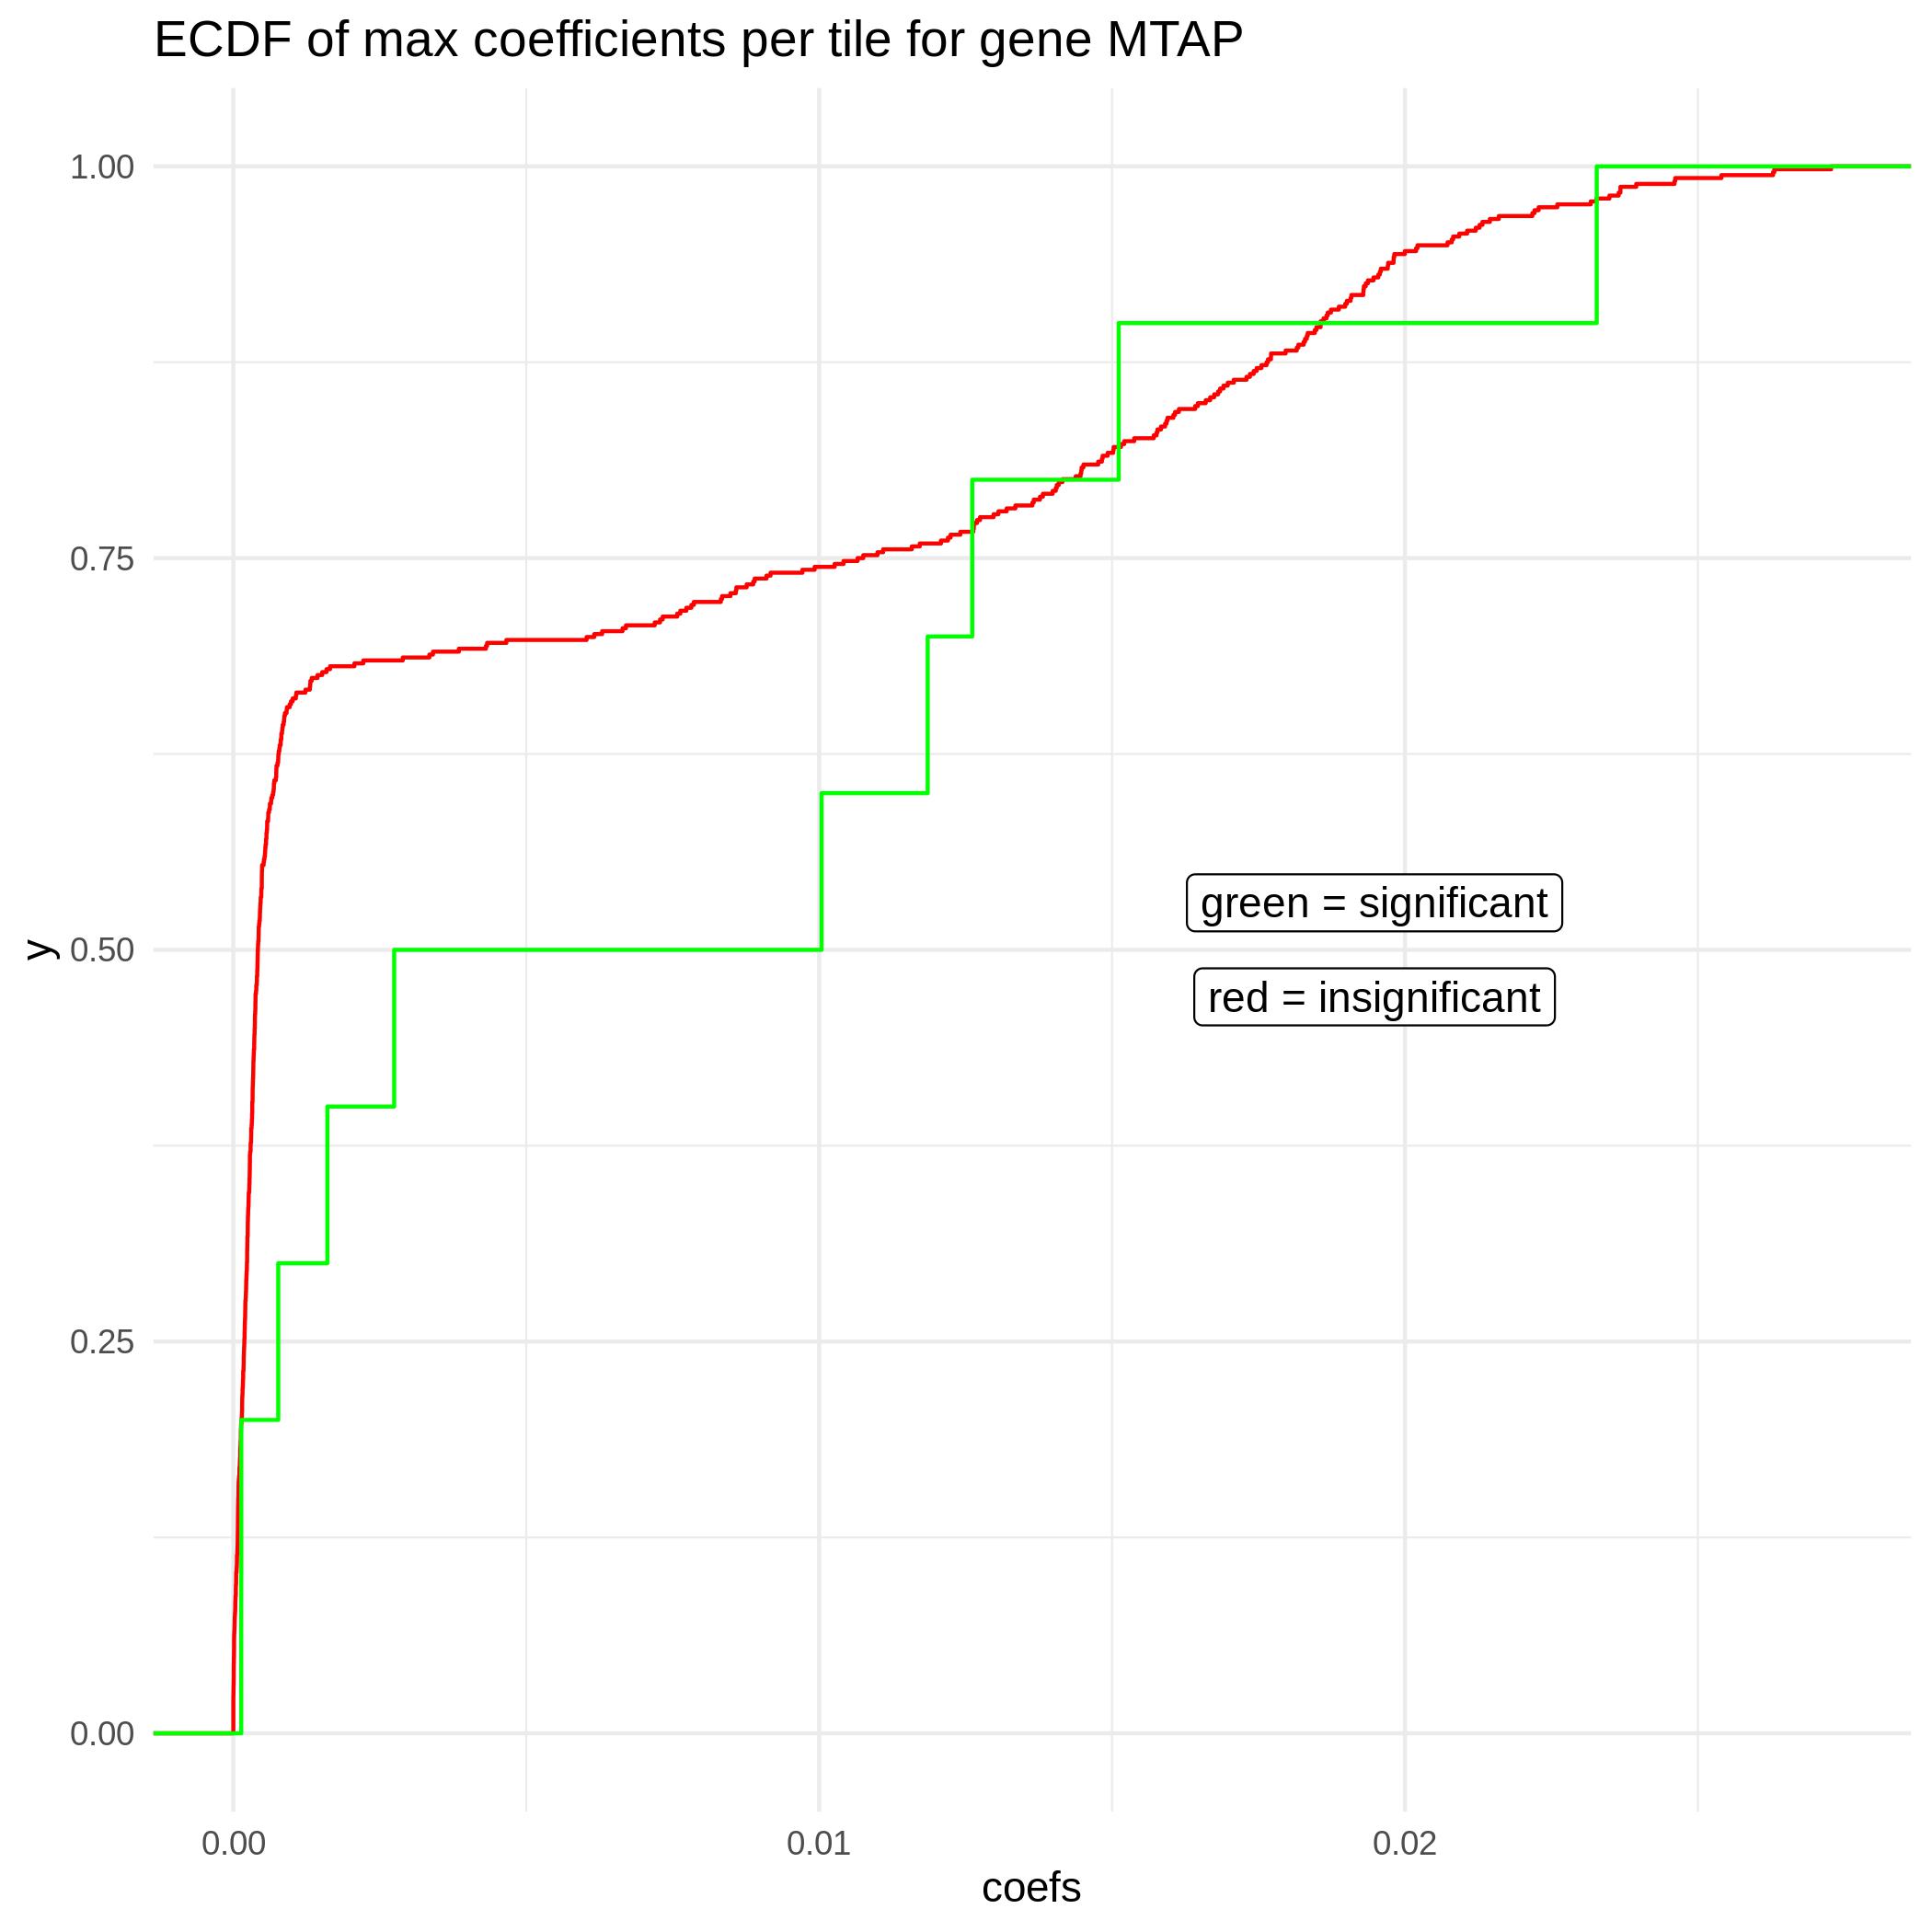 ECDF of max coefficients per tile for gene MTAP
1.00
0.75
0.50
0.25
0.00
y
green = significant
red = insignificant
0.00
0.01
0.02
coefs